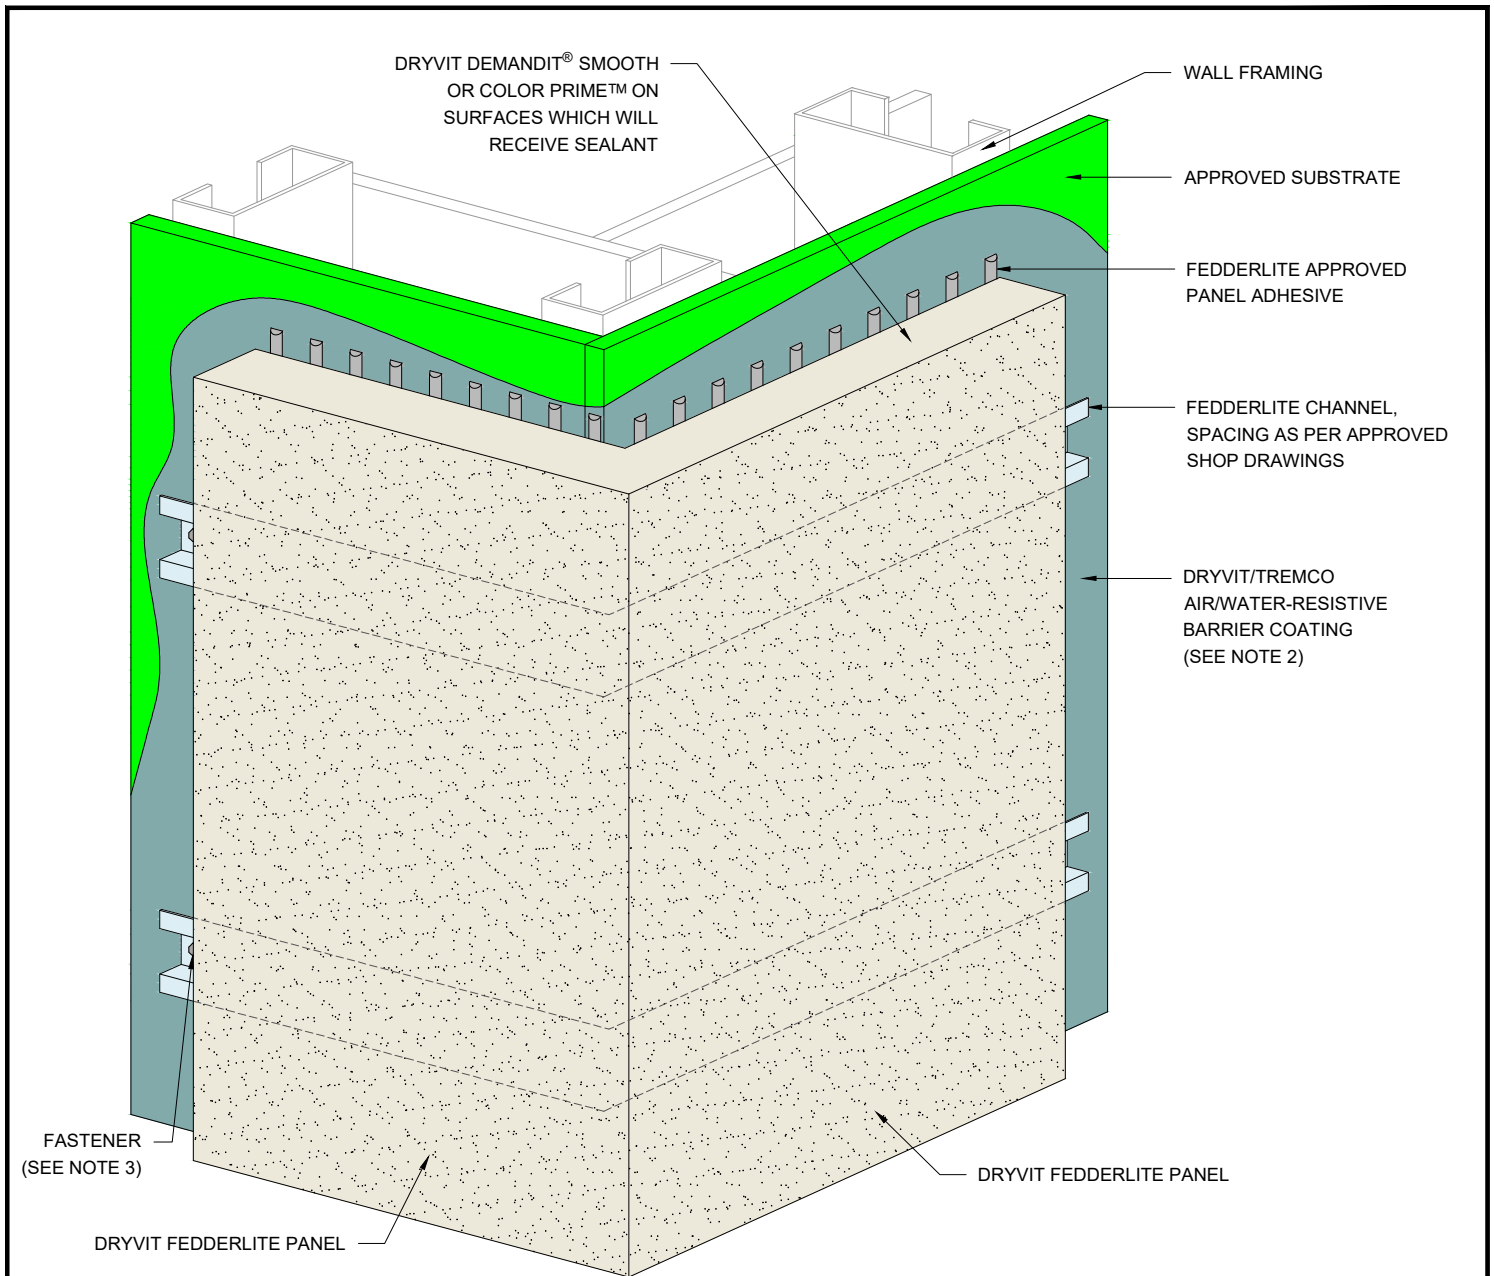 DRYVIT DEMANDIT® SMOOTH
OR COLOR PRIME™ ON
SURFACES WHICH WILL
RECEIVE SEALANT
WALL FRAMING
APPROVED SUBSTRATE
FEDDERLITE APPROVED
PANEL ADHESIVE
FEDDERLITE CHANNEL,
SPACING AS PER APPROVED
SHOP DRAWINGS
DRYVIT/TREMCO
AIR/WATER-RESISTIVE
BARRIER COATING
(SEE NOTE 2)
FASTENER
(SEE NOTE 3)
DRYVIT FEDDERLITE PANEL
DRYVIT FEDDERLITE PANEL